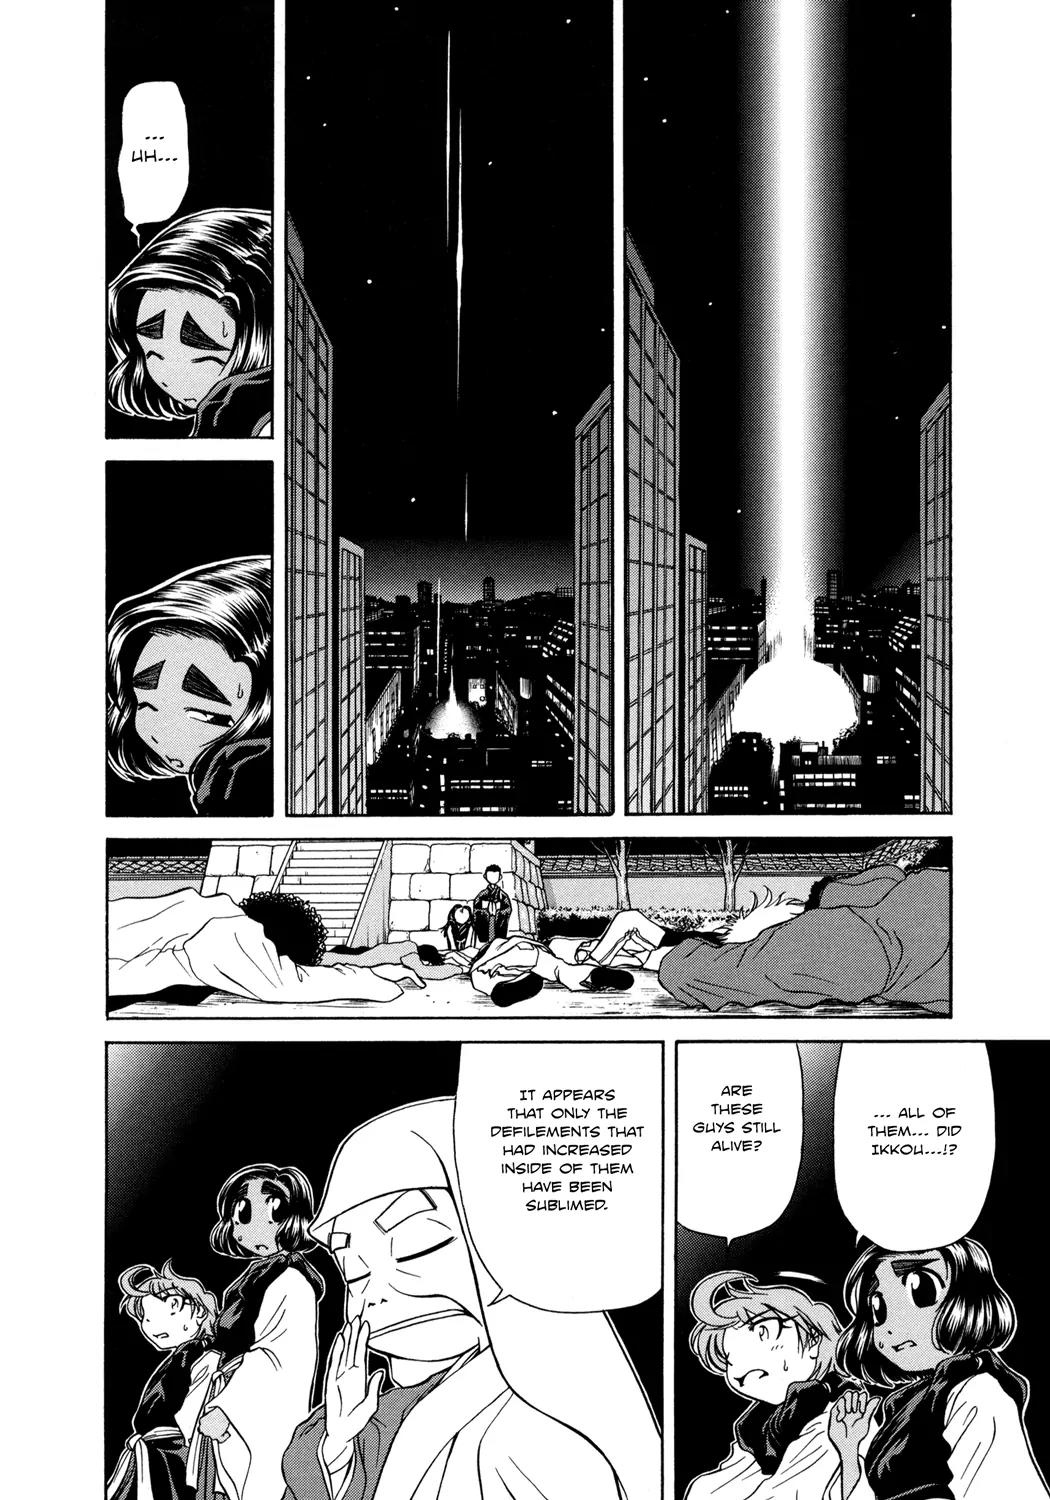 ...
UH...
... ALL OF
THEM... DID
IKKOU...!?
ARE
THESE
GUYS STILL
ALIVE?
IT APPEARS
THAT ONLY THE
DEFILEMENTS THAT
HAD INCREASED
INSIDE OF THEM
HAVE BEEN
SUBLIMED.